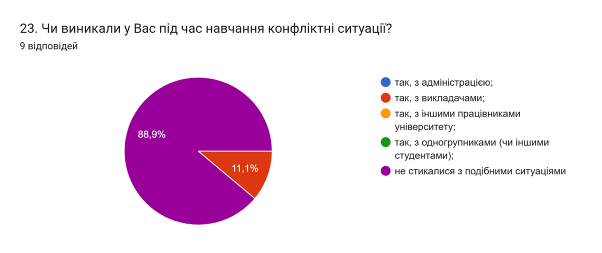 23. Чи виникали у Вас під час навчання конфліктні ситуації?
9 відповідей
88,9%
11,1%
так, з адміністрацією;
так, з викладачами;
так, з іншими працівниками
університету;
так, з одногрупниками (чи іншими
студентами);
не стикалися з подібними ситуаціями